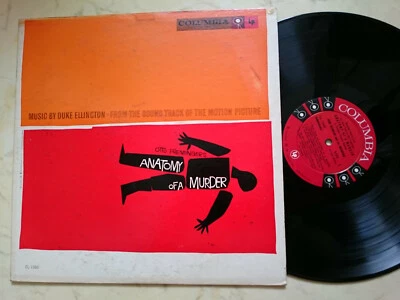 COLUMBIA
MUSIC BY DUKE ELLINGTON - FROM THE SOUND TRACK OF THE MOTION PICTURE
OTTO PREMINGER'S
ANATOMY
OF A MURDER
COLUMBIA